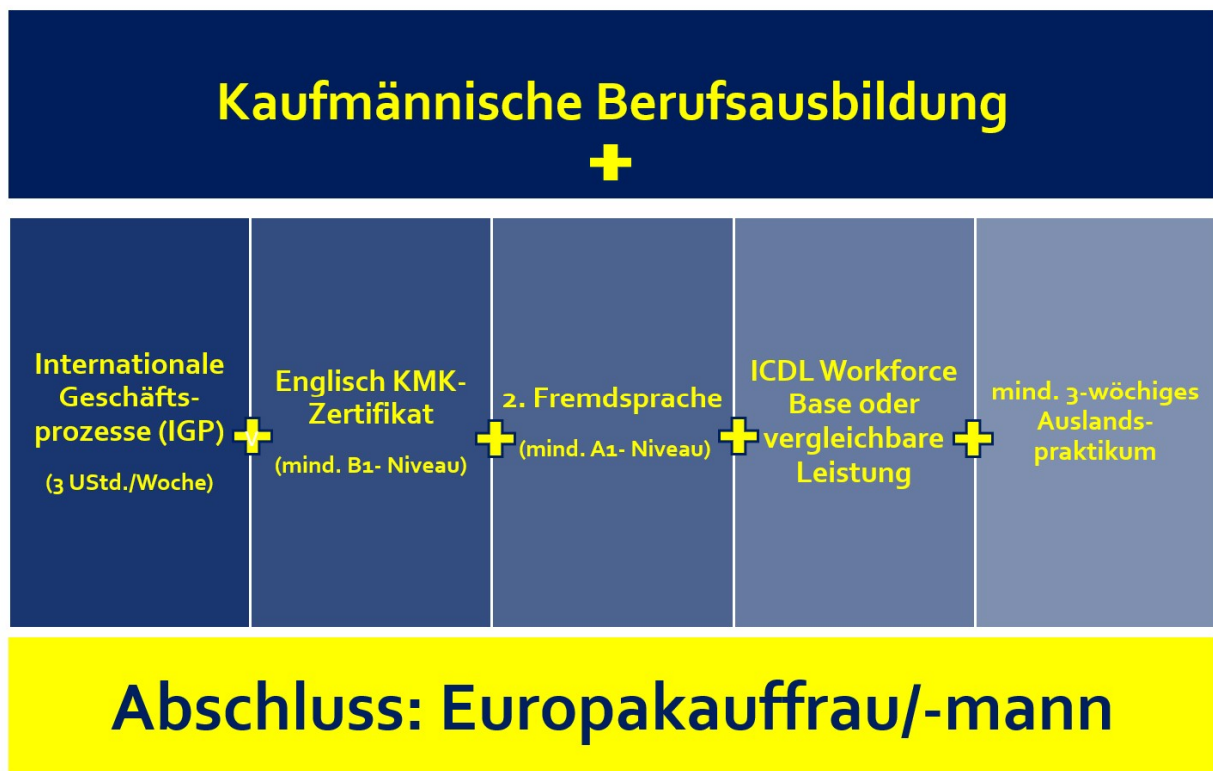 Kaufmännische Berufsausbildung
+
Internationale
Geschäfts-
prozesse (IGP)
(3 UStd./Woche)
V
+
Englisch KMK-
Zertifikat
(mind. B1- Niveau)
+
2. Fremdsprache
(mind. A1- Niveau)
+
ICDL Workforce
Base oder
vergleichbare
Leistung
+
mind. 3-wöchiges
Auslands-
praktikum
Abschluss: Europakauffrau/-mann